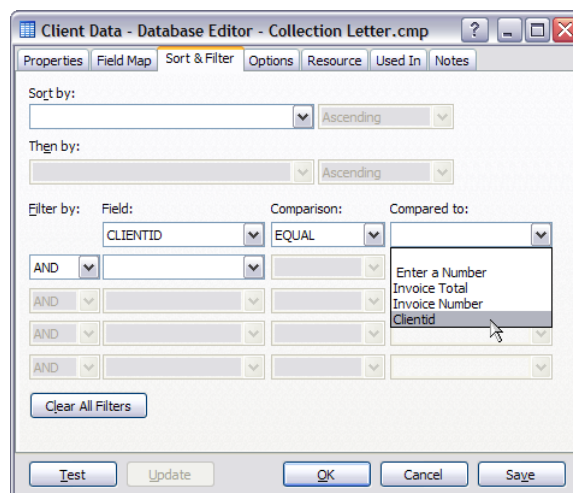 Client Data - Database Editor - Collection Letter.cmp
Properties Field Map Sort & Filter Options Resource Used In Notes
Sort by:
Ascending
Then by:
Ascending
Filter by: Field: Comparison: Compared to:
CLIENTID EQUAL
AND
Enter a Number
Invoice Total
AND
Invoice Number
Clientid
AND
AND
Clear All Filters
Test Update OK Cancel Save